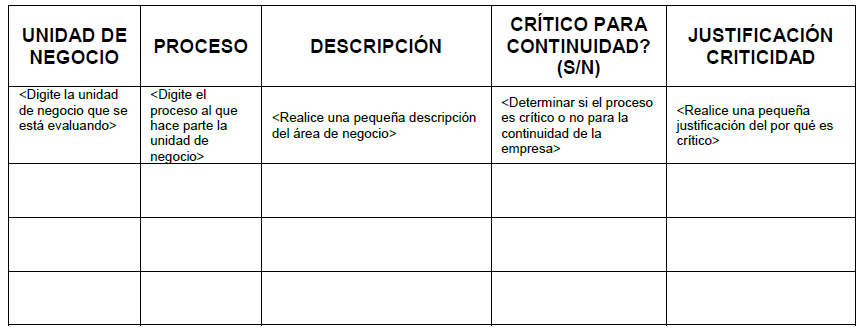 UNIDAD DE
NEGOCIO
PROCESO
DESCRIPCIÓN
CRÍTICO PARA
CONTINUIDAD?
(S/N)
JUSTIFICACIÓN
CRITICIDAD
<Digite la unidad
de negocio que se
está evaluando>
<Digite el
proceso al que
hace parte la
unidad de
negocio>
<Realice una pequeña descripción
del área de negocio>
<Determinar si el proceso
es crítico o no para la
continuidad de la
empresa>
<Realice una pequeña
justificación del por qué es
crítico>